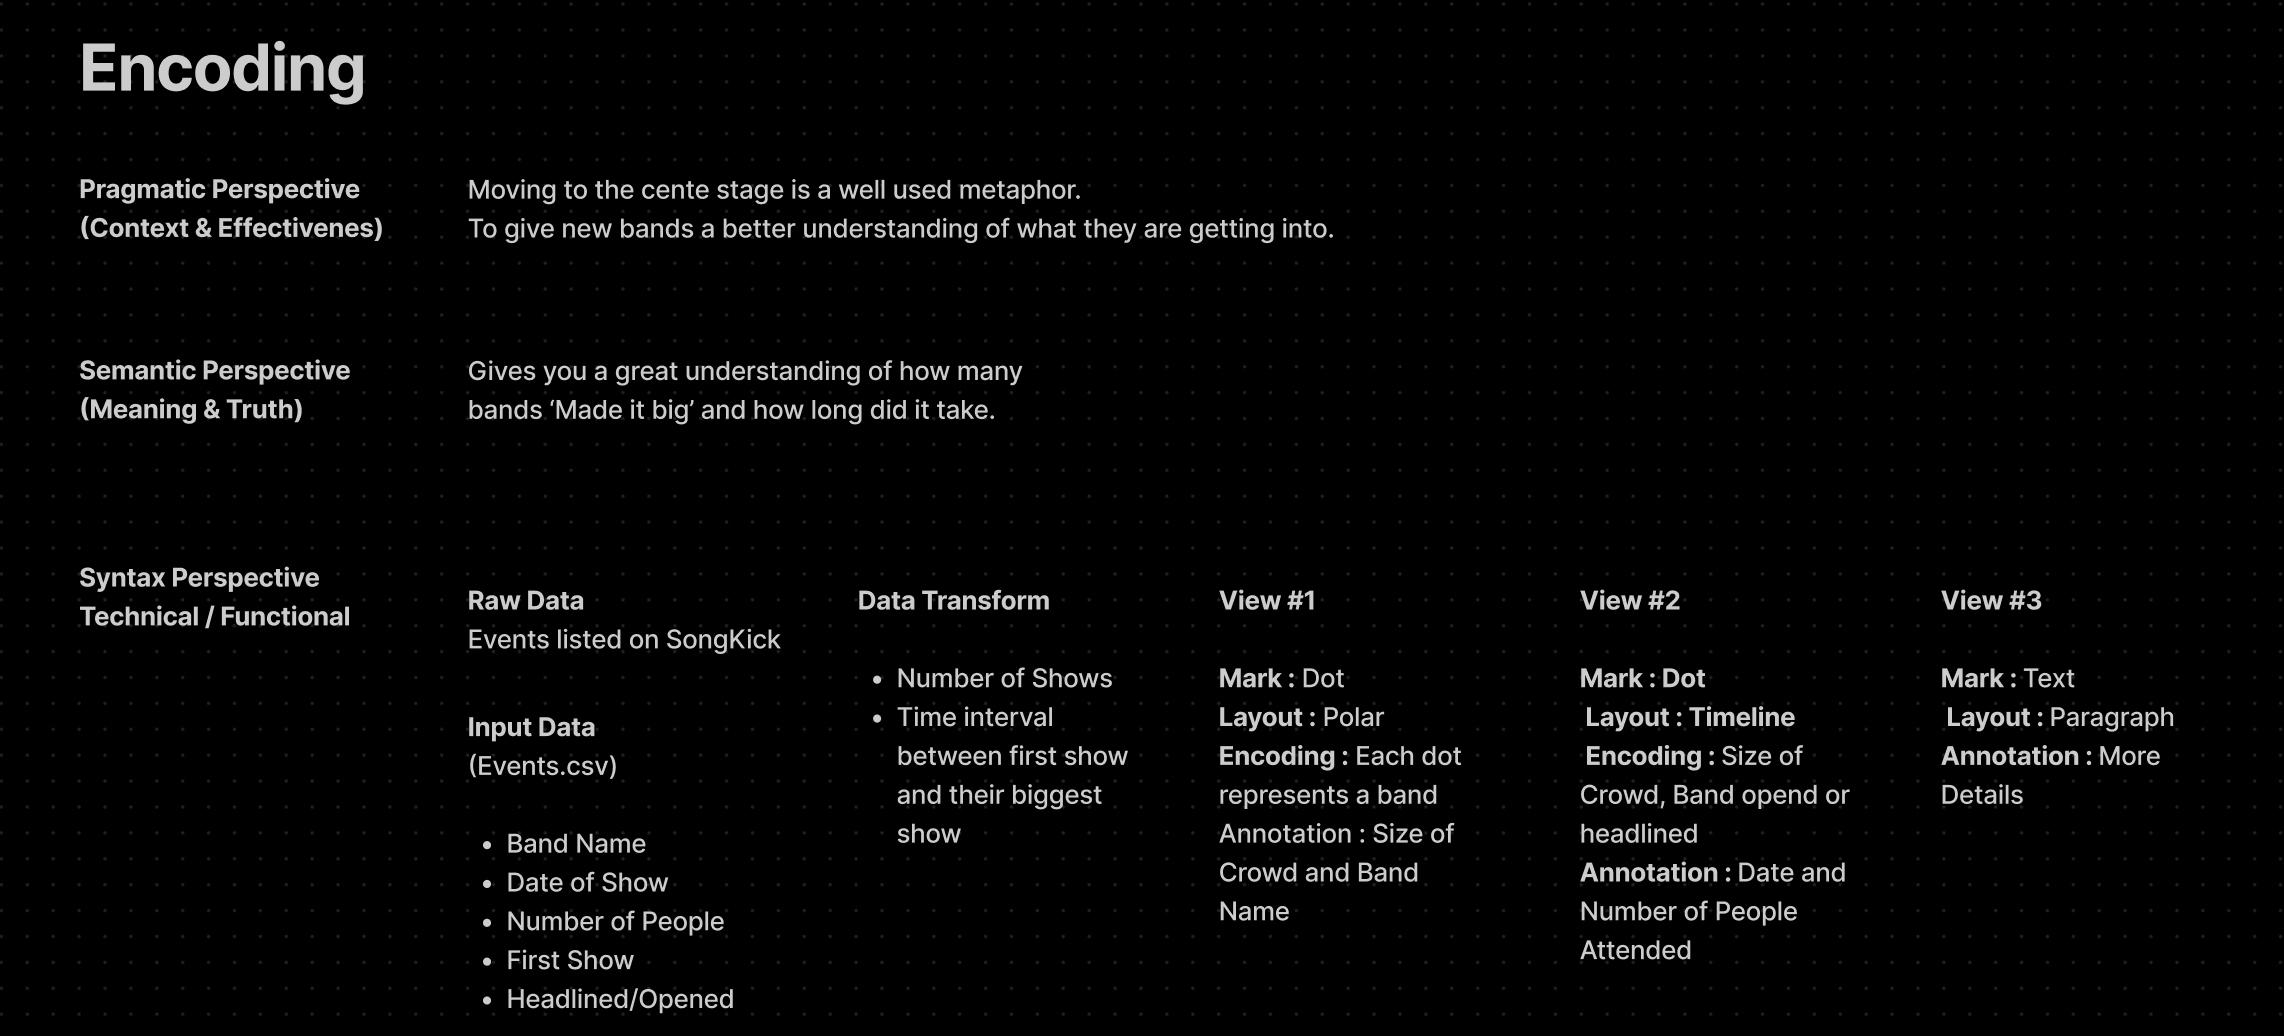 Encoding
Pragmatic Perspective
(Context & Effectivenes)
Moving to the cente stage is a well used metaphor.
To give new bands a better understanding of what they are getting into.
Semantic Perspective
(Meaning & Truth)
Gives you a great understanding of how many
bands ‘Made it big’ and how long did it take.
Syntax Perspective
Technical / Functional
Raw Data
Events listed on SongKick
Input Data
(Events.csv)
• Band Name
• Date of Show
• Number of People
• First Show
• Headlined/Opened
Data Transform
• Number of Shows
• Time interval
between first show
and their biggest
show
View #1
Mark : Dot
Layout : Polar
Encoding : Each dot
represents a band
Annotation : Size of
Crowd and Band
Name
View #2
Mark : Dot
Layout : Timeline
Encoding : Size of
Crowd, Band opend or
headlined
Annotation : Date and
Number of People
Attended
View #3
Mark : Text
Layout : Paragraph
Annotation : More
Details